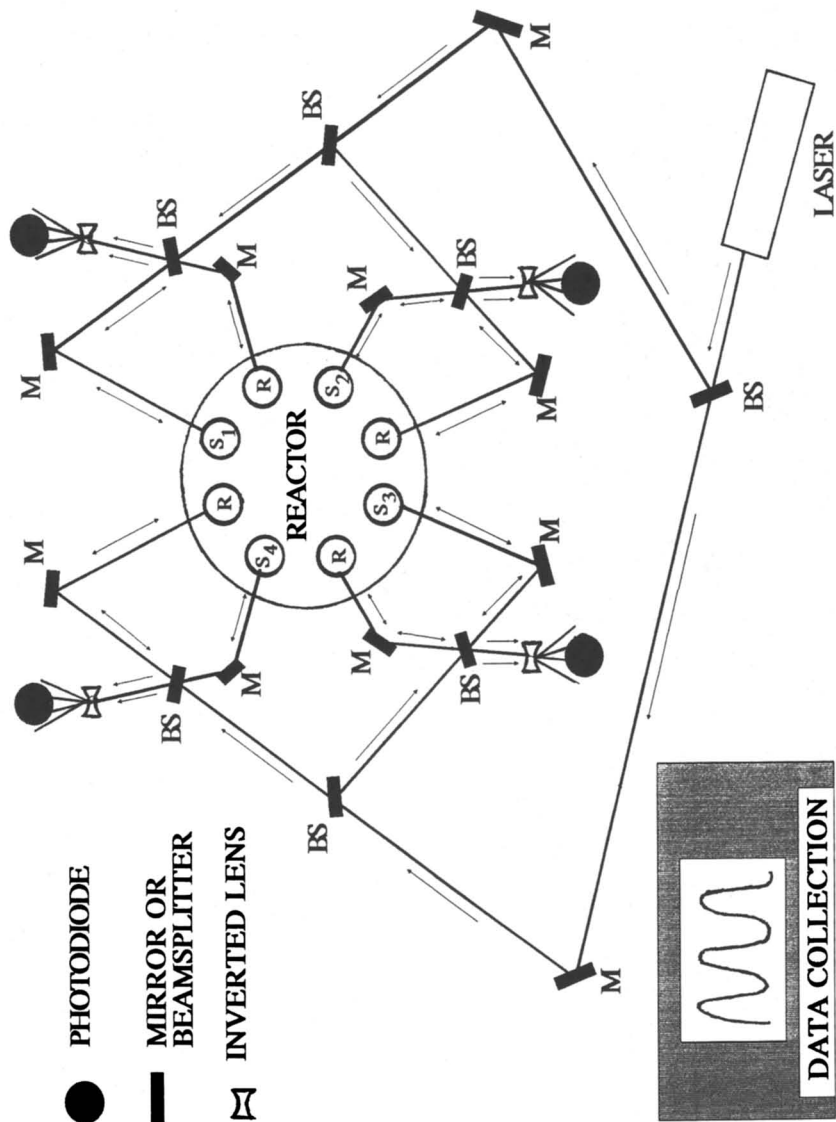 PHOTODIODE
MIRROR OR
BEAMSPLITTER
INVERTED LENS
BS
M
M
BS
M
M
BS
BS
M
M
BS
M
M
BS
M
M
BS
M
BS
S1
R
R
S2
S4
R
R
S3
REACTOR
LASER
DATA COLLECTION